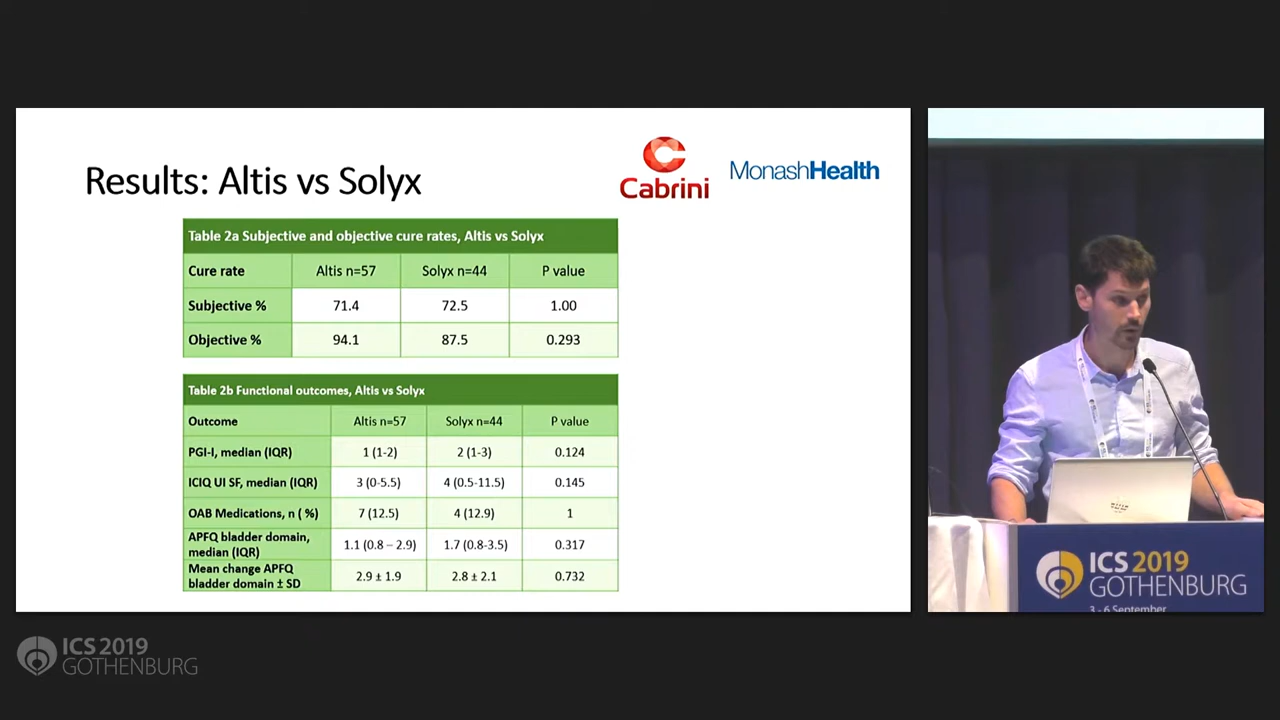 Results: Altis vs Solyx
Cabrini
MonashHealth
Table 2a Subjective and objective cure rates, Altis vs Solyx
Cure rate Altis n=57 Solyx n=44 P value
Subjective % 71.4 72.5 1.00
Objective % 94.1 87.5 0.293
Table 2b Functional outcomes, Altis vs Solyx
Outcome Altis n=57 Solyx n=44 P value
PGI-I, median (IQR) 1 (1-2) 2 (1-3) 0.124
ICIQ UI SF, median (IQR) 3 (0-5.5) 4 (0.5-11.5) 0.145
OAB Medications, n ( %) 7 (12.5) 4 (12.9) 1
APFQ bladder domain,
median (IQR) 1.1 (0.8 – 2.9) 1.7 (0.8-3.5) 0.317
Mean change APFQ
bladder domain ± SD 2.9 ± 1.9 2.8 ± 2.1 0.732
ICS 2019
GOTHENBURG
3 - 6 September
ICS 2019
GOTHENBURG